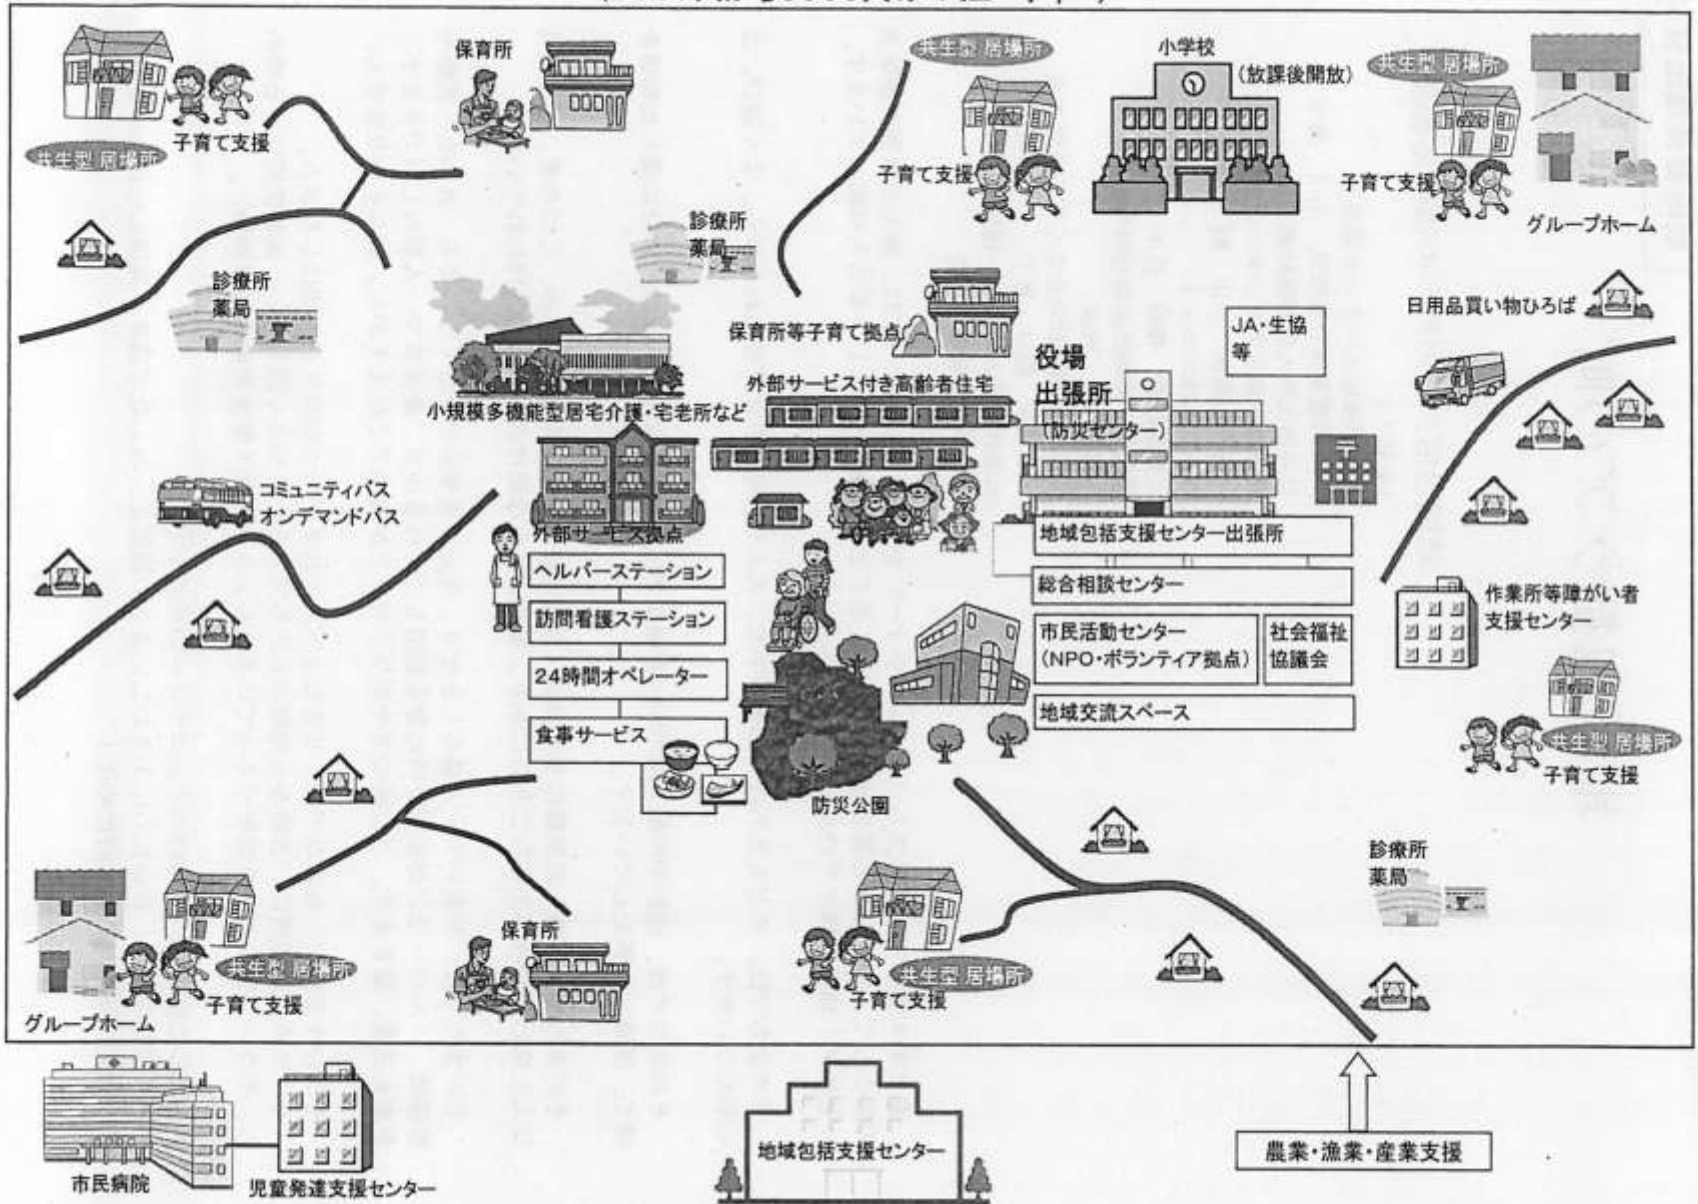 共生型 居場所
子育て支援
保育所
共生型 居場所
子育て支援
小学校
(放課後開放)
共生型 居場所
子育て支援
グループホーム
診療所
薬局
診療所
薬局
日用品買い物ひろば
保育所等子育て拠点
JA・生協
等
役場
出張所
(防災センター)
外部サービス付き高齢者住宅
小規模多機能型居宅介護・宅老所など
コミュニティバス
オンデマンドバス
外部サービス拠点
ヘルパーステーション
訪問看護ステーション
24時間オペレーター
食事サービス
地域包括支援センター出張所
総合相談センター
市民活動センター
(NPO・ボランティア拠点)
社会福祉
協議会
地域交流スペース
作業所等障がい者
支援センター
共生型 居場所
子育て支援
防災公園
診療所
薬局
グループホーム
共生型 居場所
子育て支援
保育所
共生型 居場所
子育て支援
市民病院
児童発達支援センター
地域包括支援センター
農業・漁業・産業支援